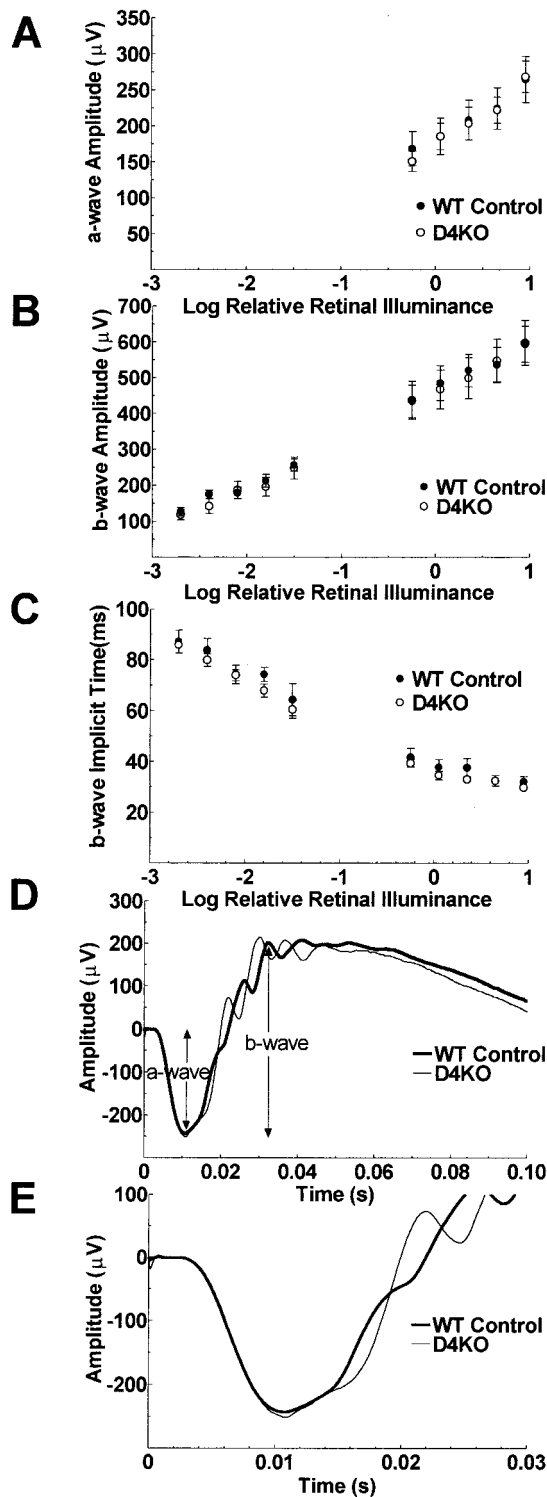 A
a-wave Amplitude (μV)
350
300
250
200
150
100
50
WT Control
D4KO
-3 -2 -1 0 1
Log Relative Retinal Illuminance
B
b-wave Amplitude (μV)
700
600
500
400
300
200
100
WT Control
D4KO
-3 -2 -1 0 1
Log Relative Retinal Illuminance
C
b-wave Implicit Time(ms)
100
80
60
40
20
WT Control
D4KO
-3 -2 -1 0 1
Log Relative Retinal Illuminance
D
Amplitude (μV)
300
200
100
0
-100
-200
a-wave
b-wave
WT Control
D4KO
0 0.02 0.04 0.06 0.08 0.10
Time (s)
E
Amplitude (μV)
100
0
-100
-200
WT Control
D4KO
0 0.01 0.02 0.03
Time (s)